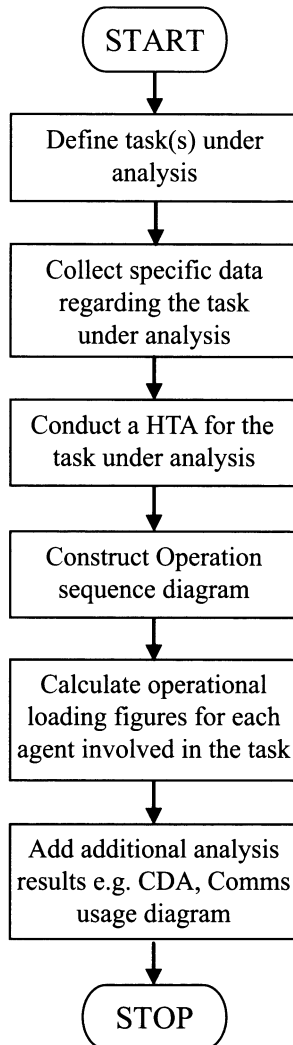 START
Define task(s) under
analysis
Collect specific data
regarding the task
under analysis
Conduct a HTA for the
task under analysis
Construct Operation
sequence diagram
Calculate operational
loading figures for each
agent involved in the task
Add additional analysis
results e.g. CDA, Comms
usage diagram
STOP